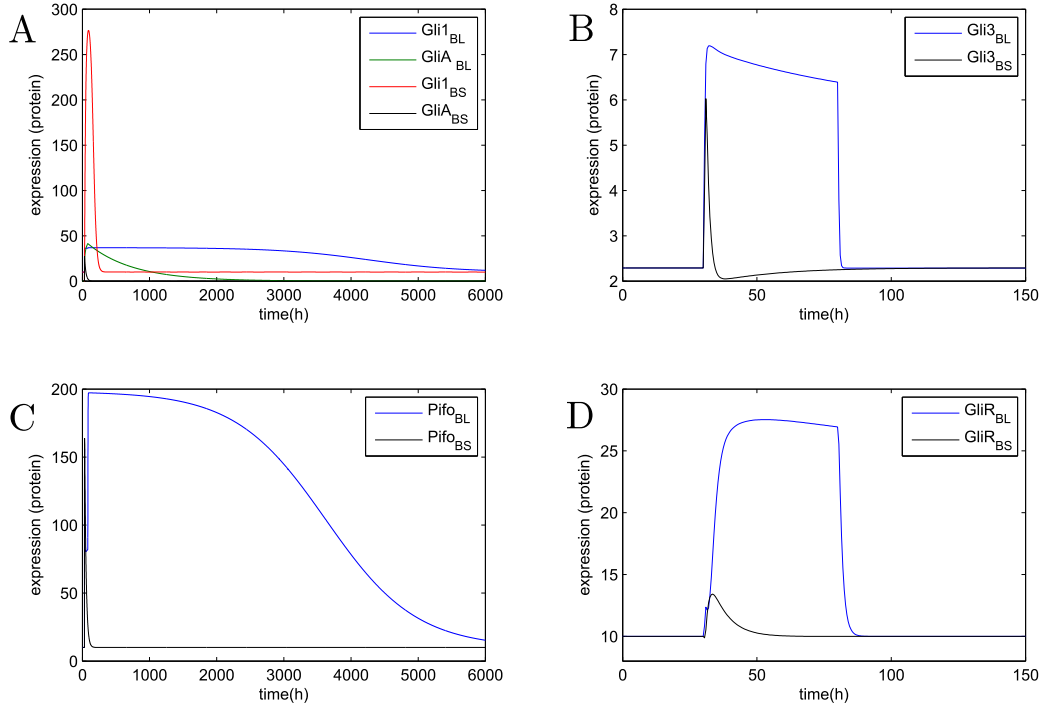 A
300
250
200
150
100
50
0
expression (protein)
Gli1BL
GliA BL
Gli1BS
GliABS
0 1000 2000 3000 4000 5000 6000
time(h)
B
8
7
6
5
4
3
2
expression (protein)
Gli3BL
Gli3BS
0 50 100 150
time(h)
C
200
150
100
50
0
expression (protein)
PifoBL
PifoBS
0 1000 2000 3000 4000 5000 6000
time(h)
D
30
25
20
15
10
expression (protein)
GliRBL
GliRBS
0 50 100 150
time(h)